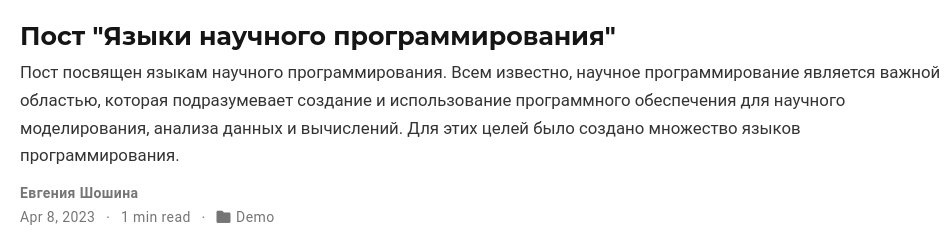 Пост "Языки научного программирования"
Пост посвящен языкам научного программирования. Всем известно, научное программирование является важной
областью, которая подразумевает создание и использование программного обеспечения для научного
моделирования, анализа данных и вычислений. Для этих целей было создано множество языков
программирования.
Евгения Шошина
Apr 8, 2023 · 1 min read · Demo